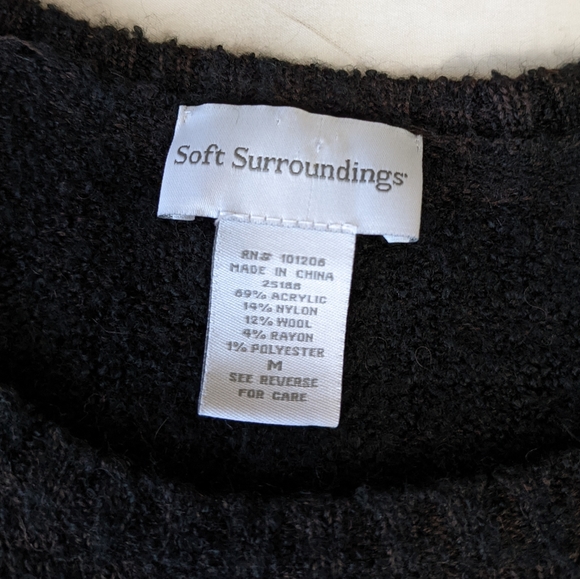 Soft Surroundings
RN# 101206
MADE IN CHINA
25188
69% ACRYLIC
14% NYLON
12% WOOL
4% RAYON
1% POLYESTER
M
SEE REVERSE
FOR CARE